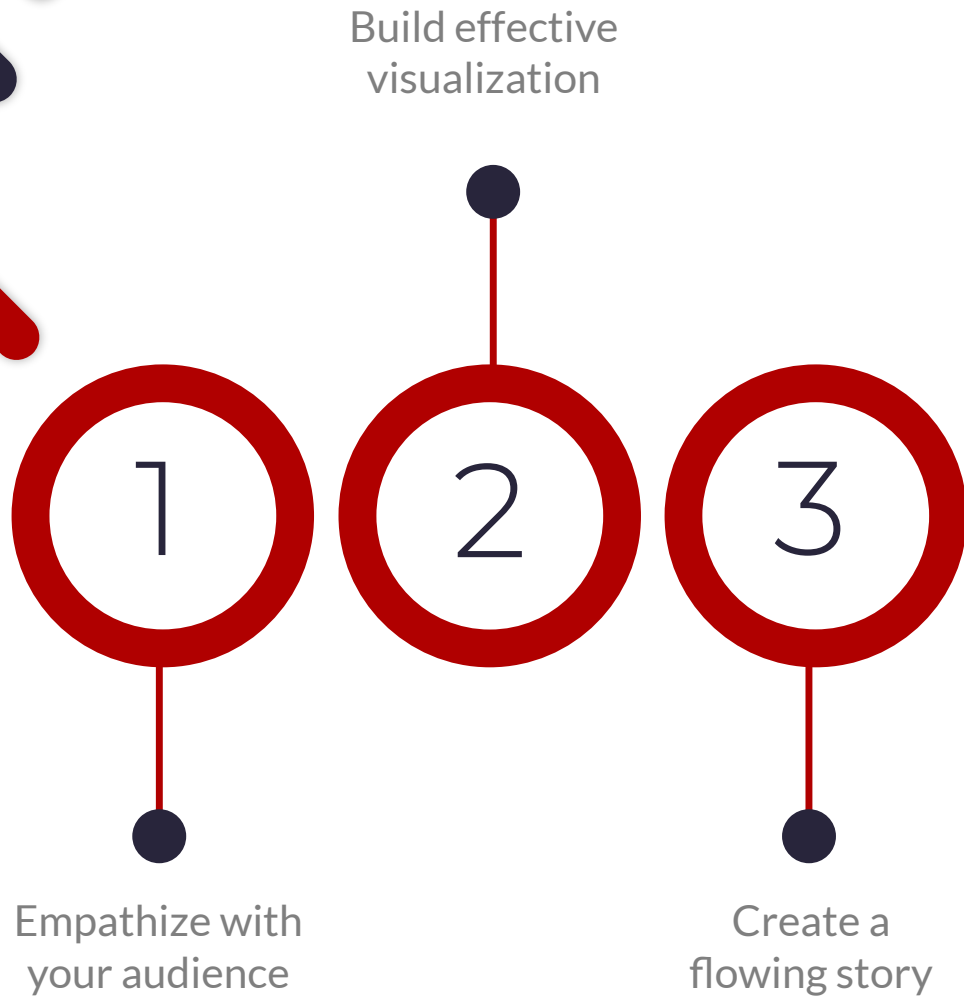 Build effective
visualization
1
2
3
Empathize with
your audience
Create a
flowing story